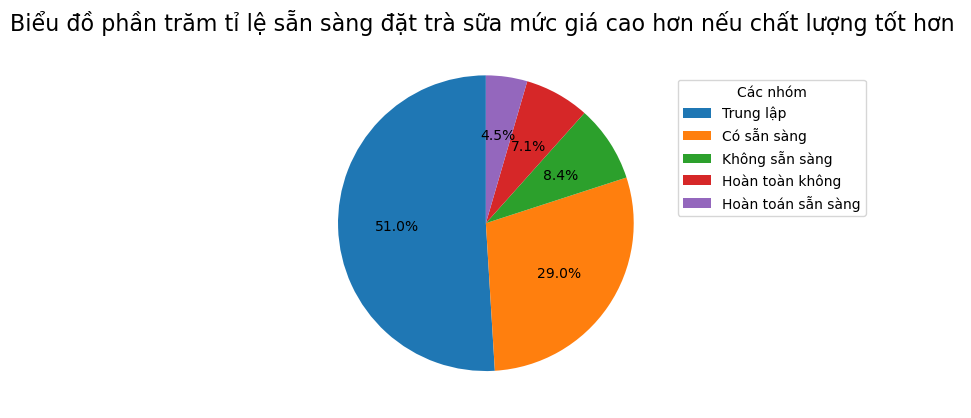 Biểu đồ phần trăm tỉ lệ sẵn sàng đặt trà sữa mức giá cao hơn nếu chất lượng tốt hơn
Các nhóm
Trung lập
Có sẵn sàng
Không sẵn sàng
Hoàn toàn không
Hoàn toán sẵn sàng
4.5%
7.1%
8.4%
51.0%
29.0%